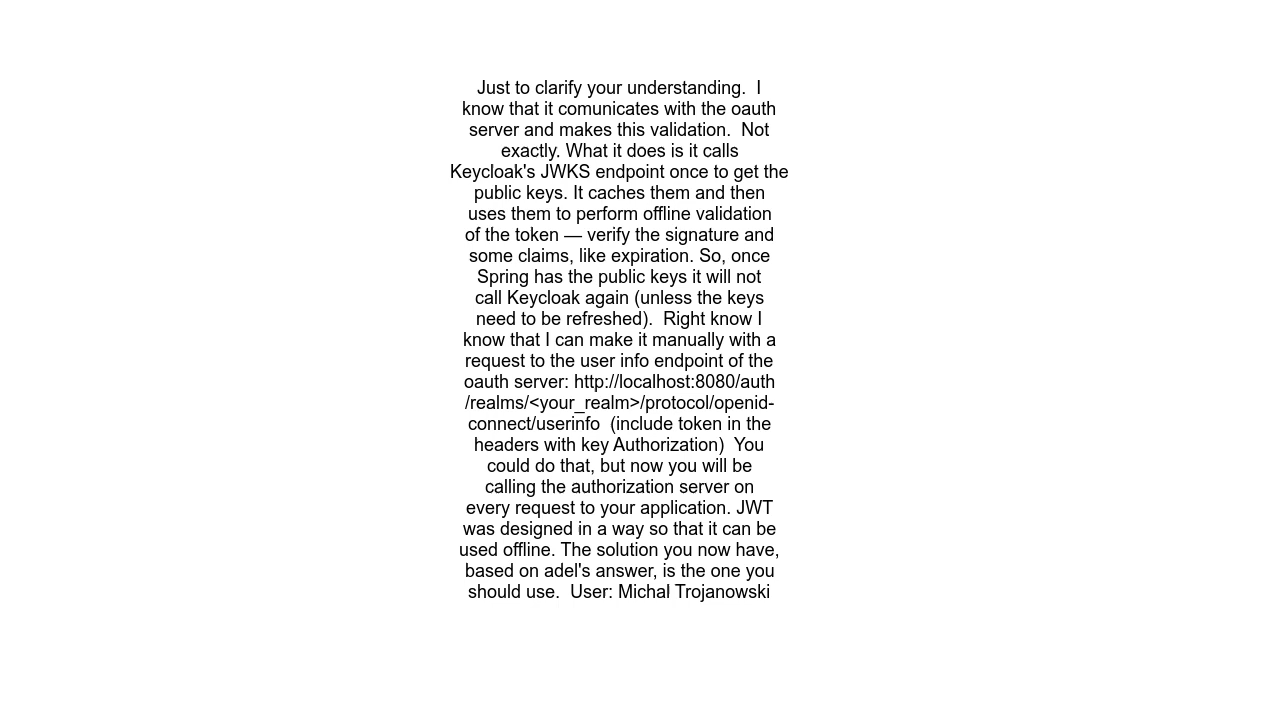 Just to clarify your understanding.  I
know that it comunicates with the oauth
server and makes this validation.  Not
exactly. What it does is it calls
Keycloak's JWKS endpoint once to get the
public keys. It caches them and then
uses them to perform offline validation
of the token — verify the signature and
some claims, like expiration. So, once
Spring has the public keys it will not
call Keycloak again (unless the keys
need to be refreshed).  Right know I
know that I can make it manually with a
request to the user info endpoint of the
oauth server: http://localhost:8080/auth
/realms/<your_realm>/protocol/openid-
connect/userinfo  (include token in the
headers with key Authorization)  You
could do that, but now you will be
calling the authorization server on
every request to your application. JWT
was designed in a way so that it can be
used offline. The solution you now have,
based on adel's answer, is the one you
should use.  User: Michal Trojanowski